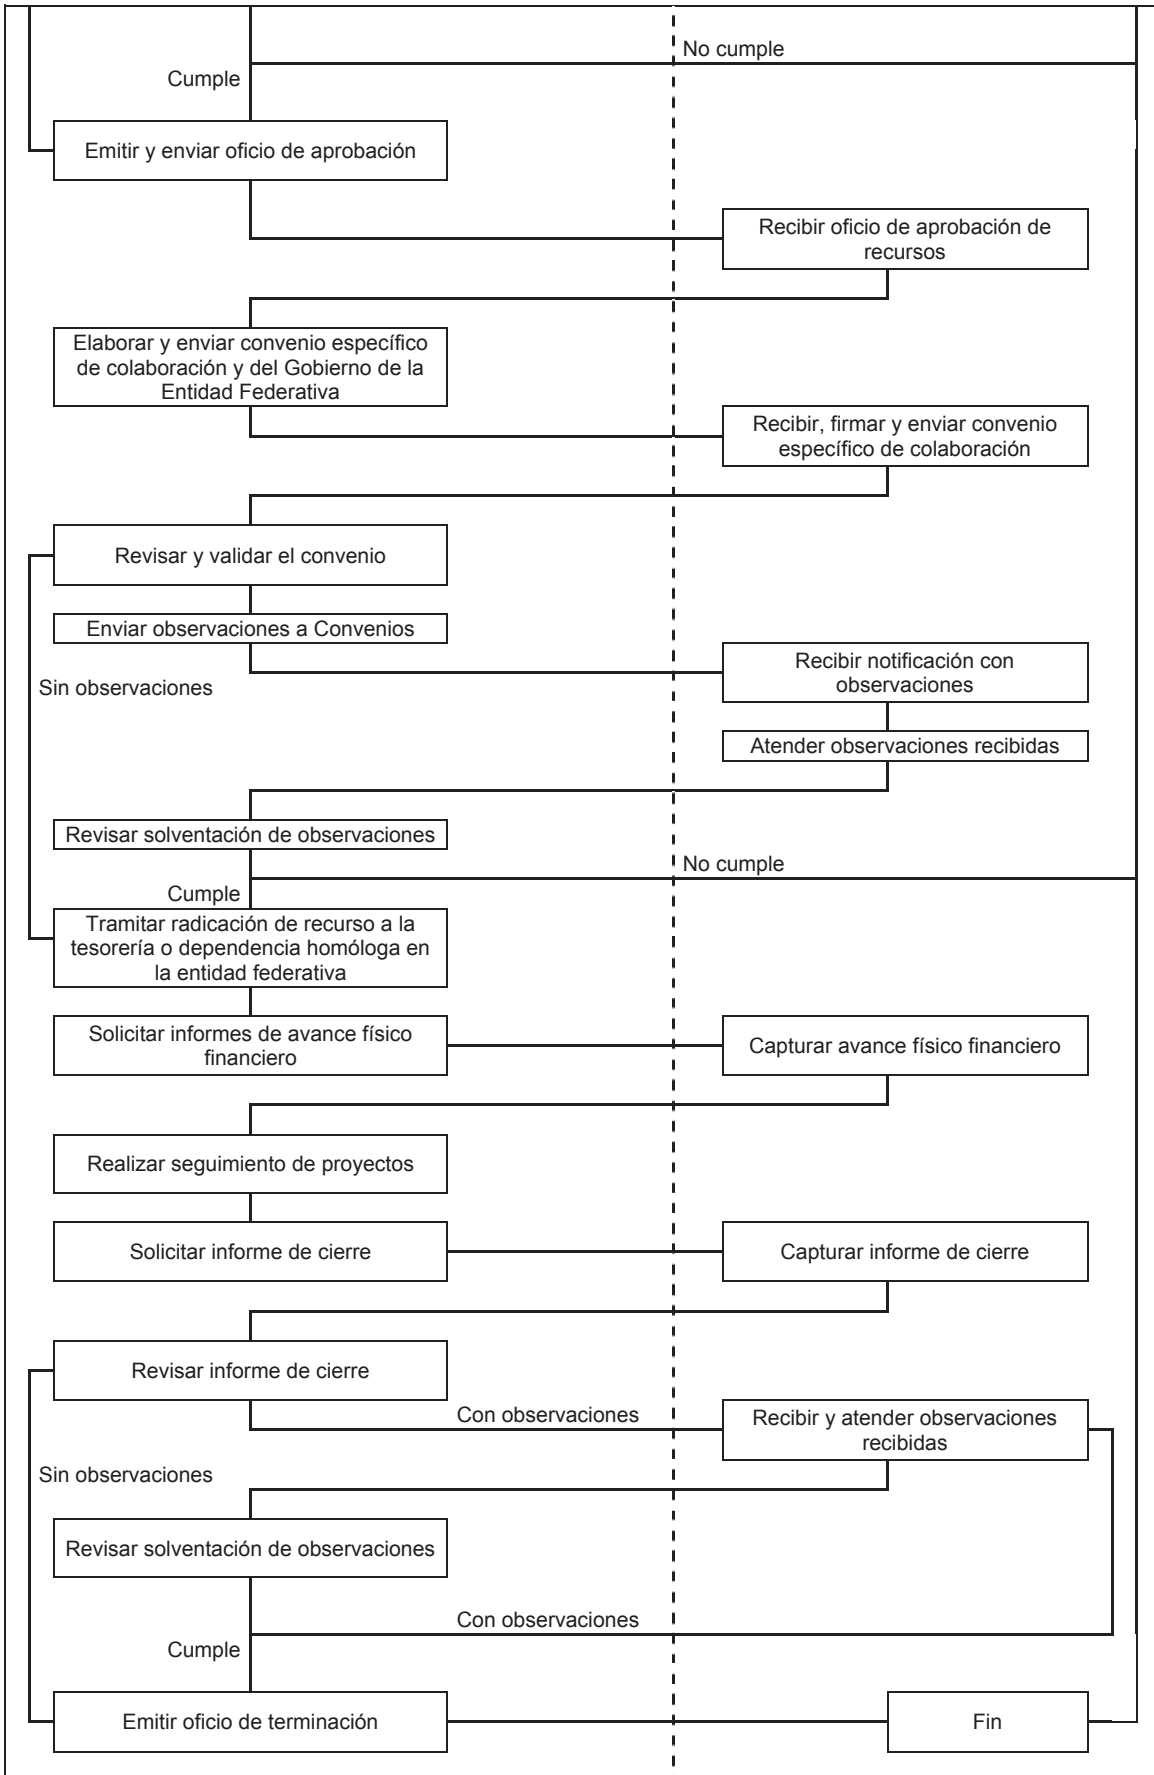 No cumple
Cumple
Emitir y enviar oficio de aprobación
Recibir oficio de aprobación de
recursos
Elaborar y enviar convenio específico
de colaboración y del Gobierno de la
Entidad Federativa
Recibir, firmar y enviar convenio
específico de colaboración
Revisar y validar el convenio
Enviar observaciones a Convenios
Recibir notificación con
observaciones
Sin observaciones
Atender observaciones recibidas
Revisar solventación de observaciones
No cumple
Cumple
Tramitar radicación de recurso a la
tesorería o dependencia homóloga en
la entidad federativa
Solicitar informes de avance físico
financiero
Capturar avance físico financiero
Realizar seguimiento de proyectos
Solicitar informe de cierre
Capturar informe de cierre
Revisar informe de cierre
Con observaciones
Recibir y atender observaciones
recibidas
Sin observaciones
Revisar solventación de observaciones
Con observaciones
Cumple
Emitir oficio de terminación
Fin